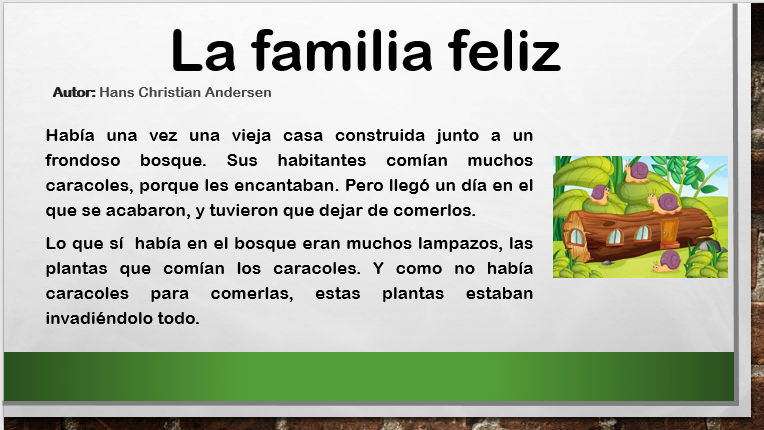 La familia feliz
Autor: Hans Christian Andersen
Había una vez una vieja casa construida junto a un
frondoso bosque. Sus habitantes comían muchos
caracoles, porque les encantaban. Pero llegó un día en el
que se acabaron, y tuvieron que dejar de comerlos.
Lo que sí había en el bosque eran muchos lampazos, las
plantas que comían los caracoles. Y como no había
caracoles para comerlas, estas plantas estaban
invadiéndolo todo.